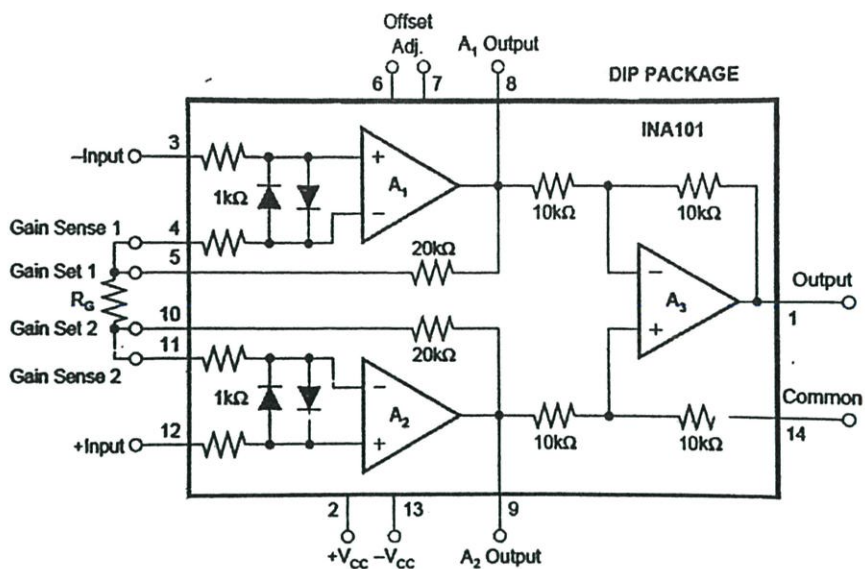 Offset
Adj.
A₁ Output
6
7
8
DIP PACKAGE
INA101
–Input
3
1kΩ
+
A₁
–
10kΩ
10kΩ
Gain Sense 1
4
Gain Set 1
5
20kΩ
R_G
–
A₃
+
Output
1
Gain Set 2
10
20kΩ
11
Gain Sense 2
1kΩ
–
A₂
+
Common
14
+Input
12
10kΩ
10kΩ
2
13
9
+V_CC
–V_CC
A₂ Output